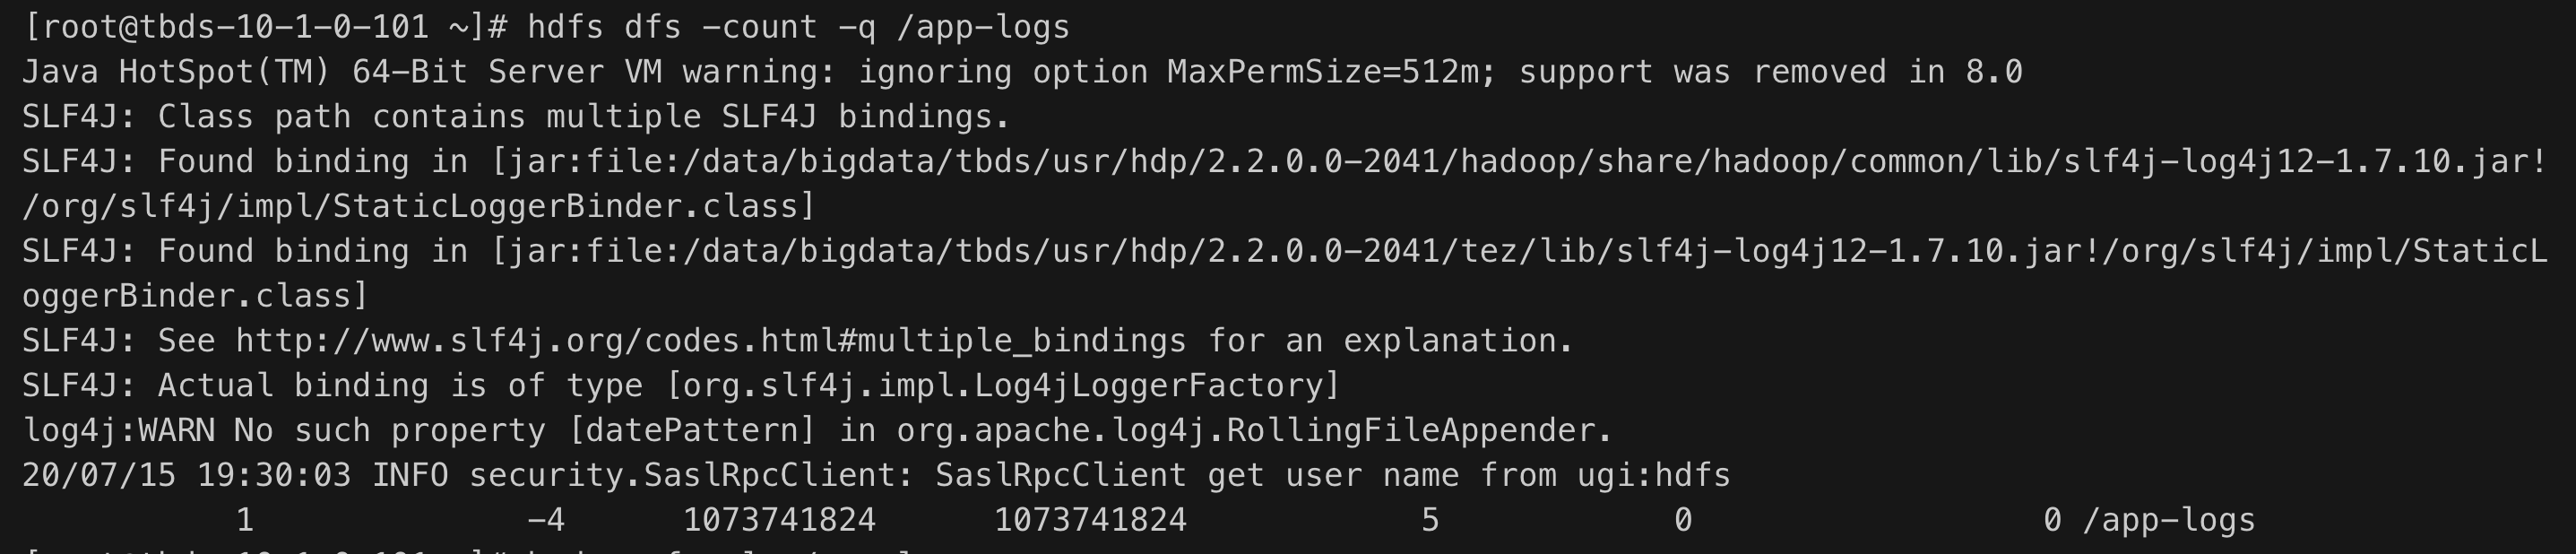 [root@tbds-10-1-0-101 ~]# hdfs dfs -count -q /app-logs
Java HotSpot(TM) 64-Bit Server VM warning: ignoring option MaxPermSize=512m; support was removed in 8.0
SLF4J: Class path contains multiple SLF4J bindings.
SLF4J: Found binding in [jar:file:/data/bigdata/tbds/usr/hdp/2.2.0.0-2041/hadoop/share/hadoop/common/lib/slf4j-log4j12-1.7.10.jar!
/org/slf4j/impl/StaticLoggerBinder.class]
SLF4J: Found binding in [jar:file:/data/bigdata/tbds/usr/hdp/2.2.0.0-2041/tez/lib/slf4j-log4j12-1.7.10.jar!/org/slf4j/impl/StaticL
oggerBinder.class]
SLF4J: See http://www.slf4j.org/codes.html#multiple_bindings for an explanation.
SLF4J: Actual binding is of type [org.slf4j.impl.Log4jLoggerFactory]
log4j:WARN No such property [datePattern] in org.apache.log4j.RollingFileAppender.
20/07/15 19:30:03 INFO security.SaslRpcClient: SaslRpcClient get user name from ugi:hdfs
1 -4 1073741824 1073741824 5 0 0 /app-logs